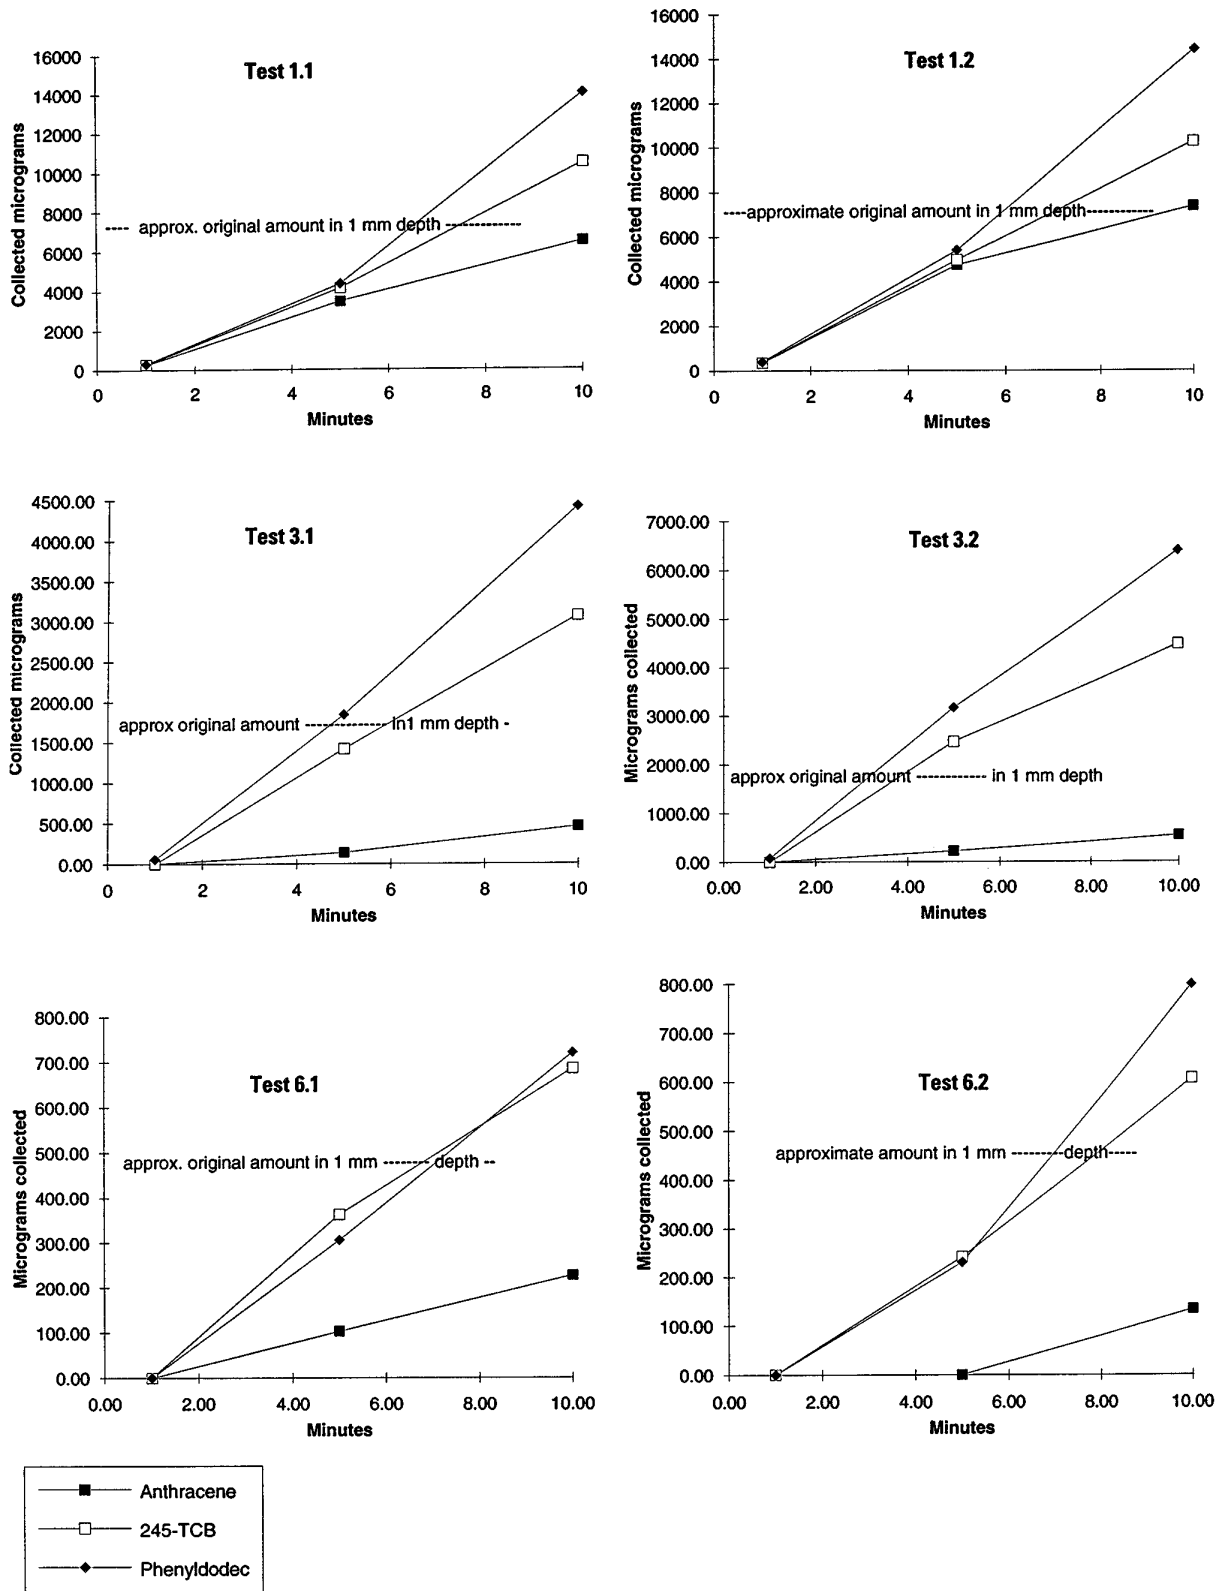 Test 1.1
Collected micrograms
16000
14000
12000
10000
8000
6000
4000
2000
0
approx. original amount in 1 mm depth
0 2 4 6 8 10
Minutes
Test 1.2
Collected micrograms
16000
14000
12000
10000
8000
6000
4000
2000
0
approximate original amount in 1 mm depth
0 2 4 6 8 10
Minutes
Test 3.1
Collected micrograms
4500.00
4000.00
3500.00
3000.00
2500.00
2000.00
1500.00
1000.00
500.00
0.00
approx original amount in1 mm depth
0 2 4 6 8 10
Minutes
Test 3.2
Micrograms collected
7000.00
6000.00
5000.00
4000.00
3000.00
2000.00
1000.00
0.00
approx original amount in 1 mm depth
0.00 2.00 4.00 6.00 8.00 10.00
Minutes
Test 6.1
Micrograms collected
800.00
700.00
600.00
500.00
400.00
300.00
200.00
100.00
0.00
approx. original amount in 1 mm depth
0.00 2.00 4.00 6.00 8.00 10.00
Minutes
Test 6.2
Micrograms collected
800.00
700.00
600.00
500.00
400.00
300.00
200.00
100.00
0.00
approximate amount in 1 mm depth
0.00 2.00 4.00 6.00 8.00 10.00
Minutes
Anthracene
245-TCB
Phenyldodec